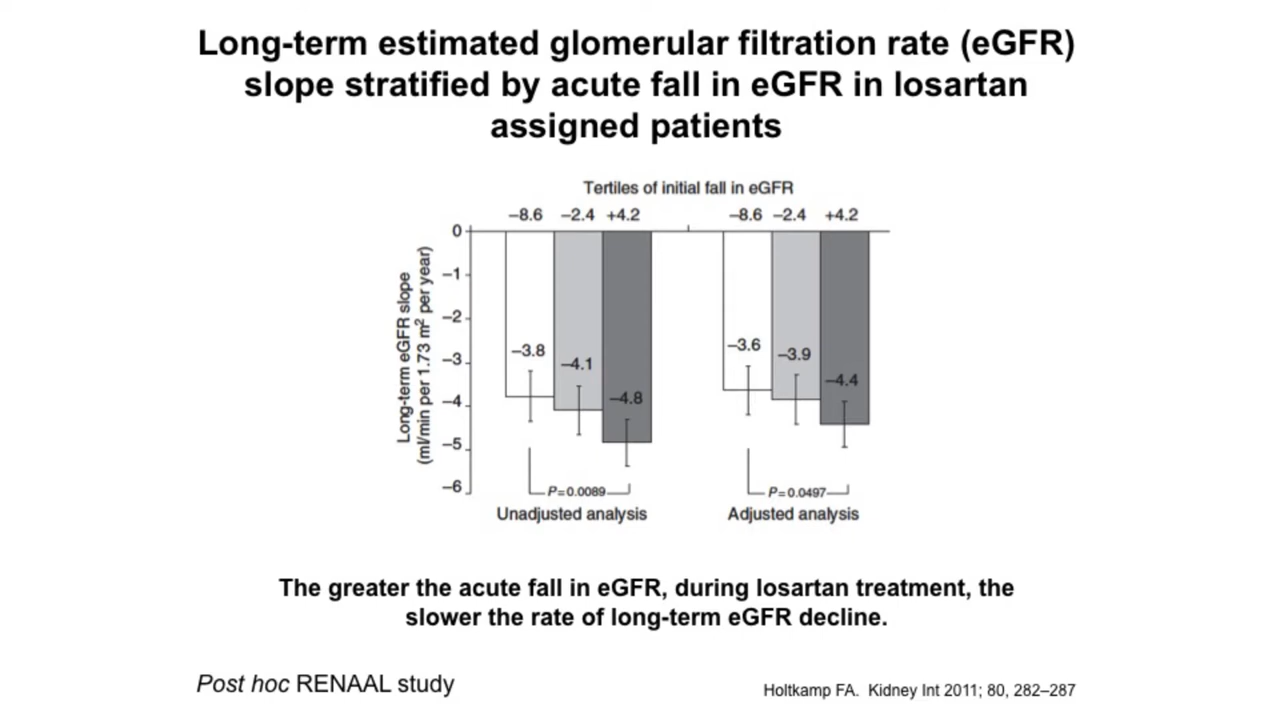 Long-term estimated glomerular filtration rate (eGFR)
slope stratified by acute fall in eGFR in losartan
assigned patients
Tertiles of initial fall in eGFR
−8.6 −2.4 +4.2
−8.6 −2.4 +4.2
Long-term eGFR slope
(ml/min per 1.73 m² per year)
0
−1
−2
−3
−4
−5
−6
−3.8
−4.1
−4.8
−3.6
−3.9
−4.4
P=0.0089
P=0.0497
Unadjusted analysis
Adjusted analysis
The greater the acute fall in eGFR, during losartan treatment, the
slower the rate of long-term eGFR decline.
Post hoc RENAAL study
Holtkamp FA. Kidney Int 2011; 80, 282–287